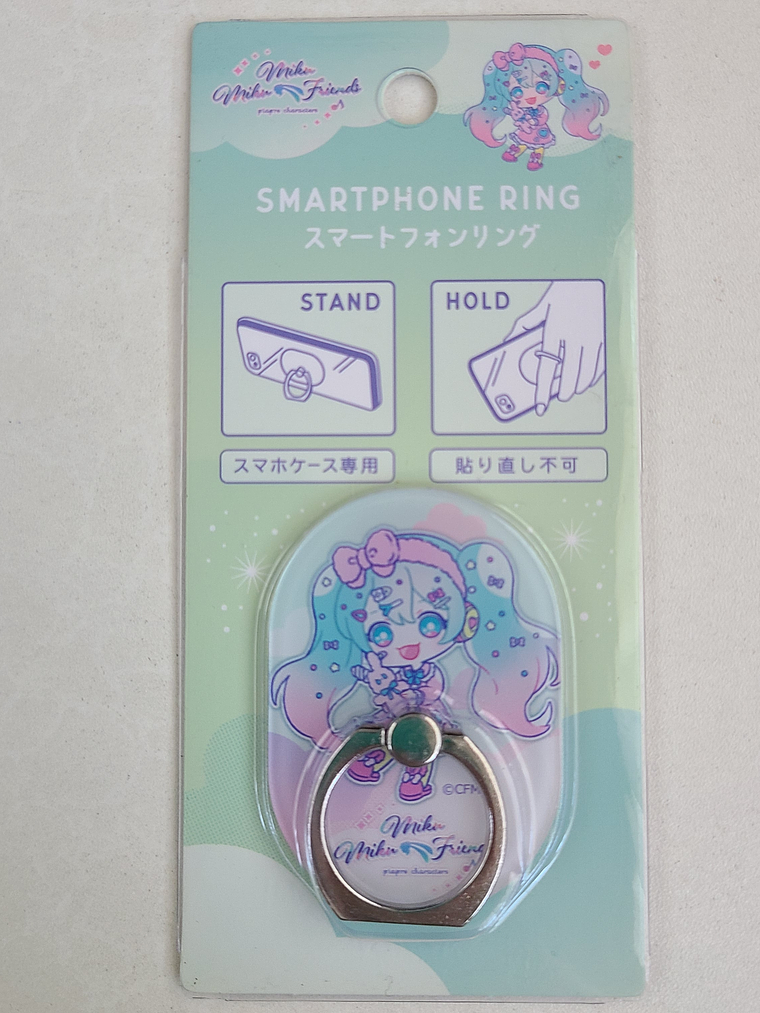 Miku
Miku Friends
piapro characters
SMARTPHONE RING
スマートフォンリング
STAND
HOLD
スマホケース専用
貼り直し不可
©CFM
Miku
Miku Friends
piapro characters